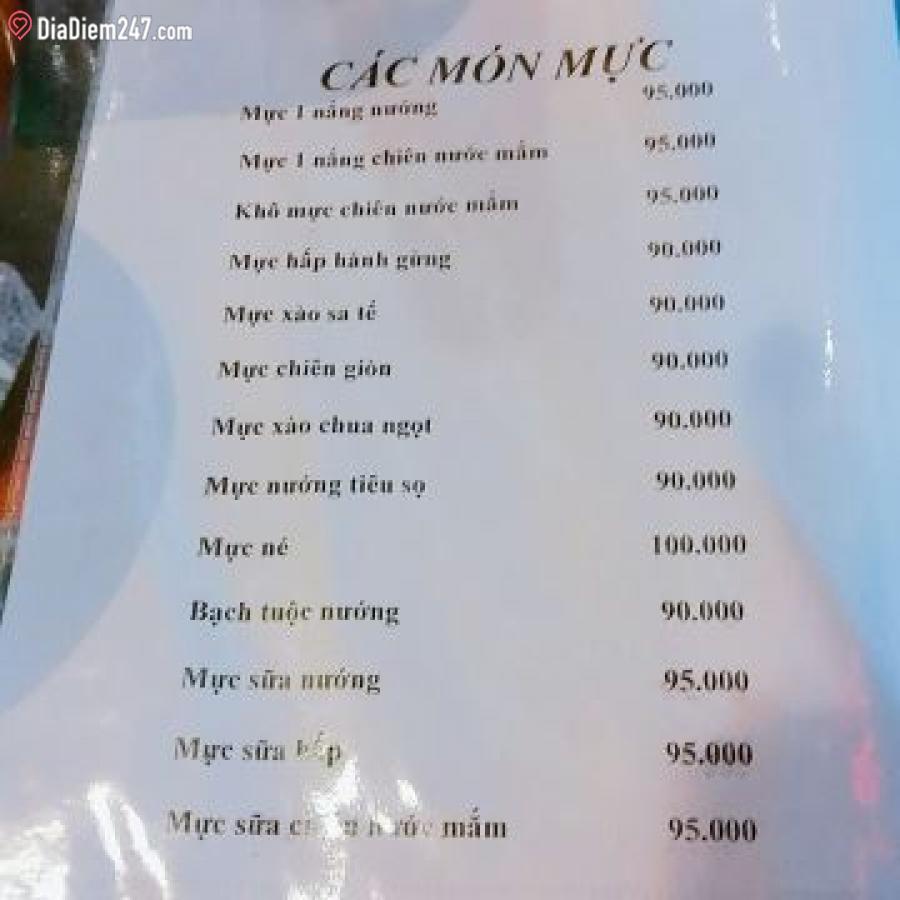 DiaDiem247.com
CÁC MÓN MỰC
Mực 1 nắng nướng 95.000
Mực 1 nắng chiên nước mắm 95.000
Khô mực chiên nước mắm 95.000
Mực hấp hành gừng 90.000
Mực xào sa tế 90.000
Mực chiên giòn 90.000
Mực xào chua ngọt 90.000
Mực nướng tiêu sọ 90.000
Mực né 100.000
Bạch tuộc nướng 90.000
Mực sữa nướng 95.000
Mực sữa hấp 95.000
Mực sữa chiên nước mắm 95.000